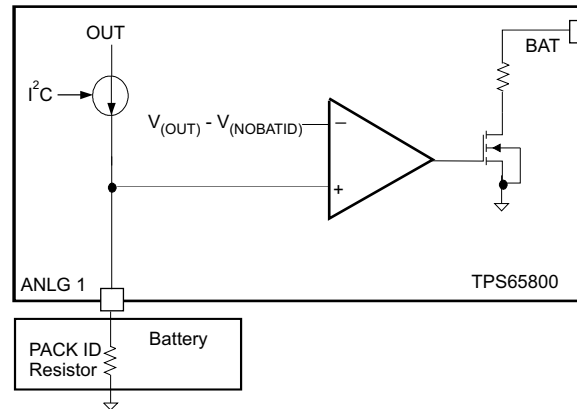 OUT
BAT
I²C
V(OUT) - V(NOBATID)
−
+
ANLG 1
TPS65800
PACK ID
Resistor
Battery